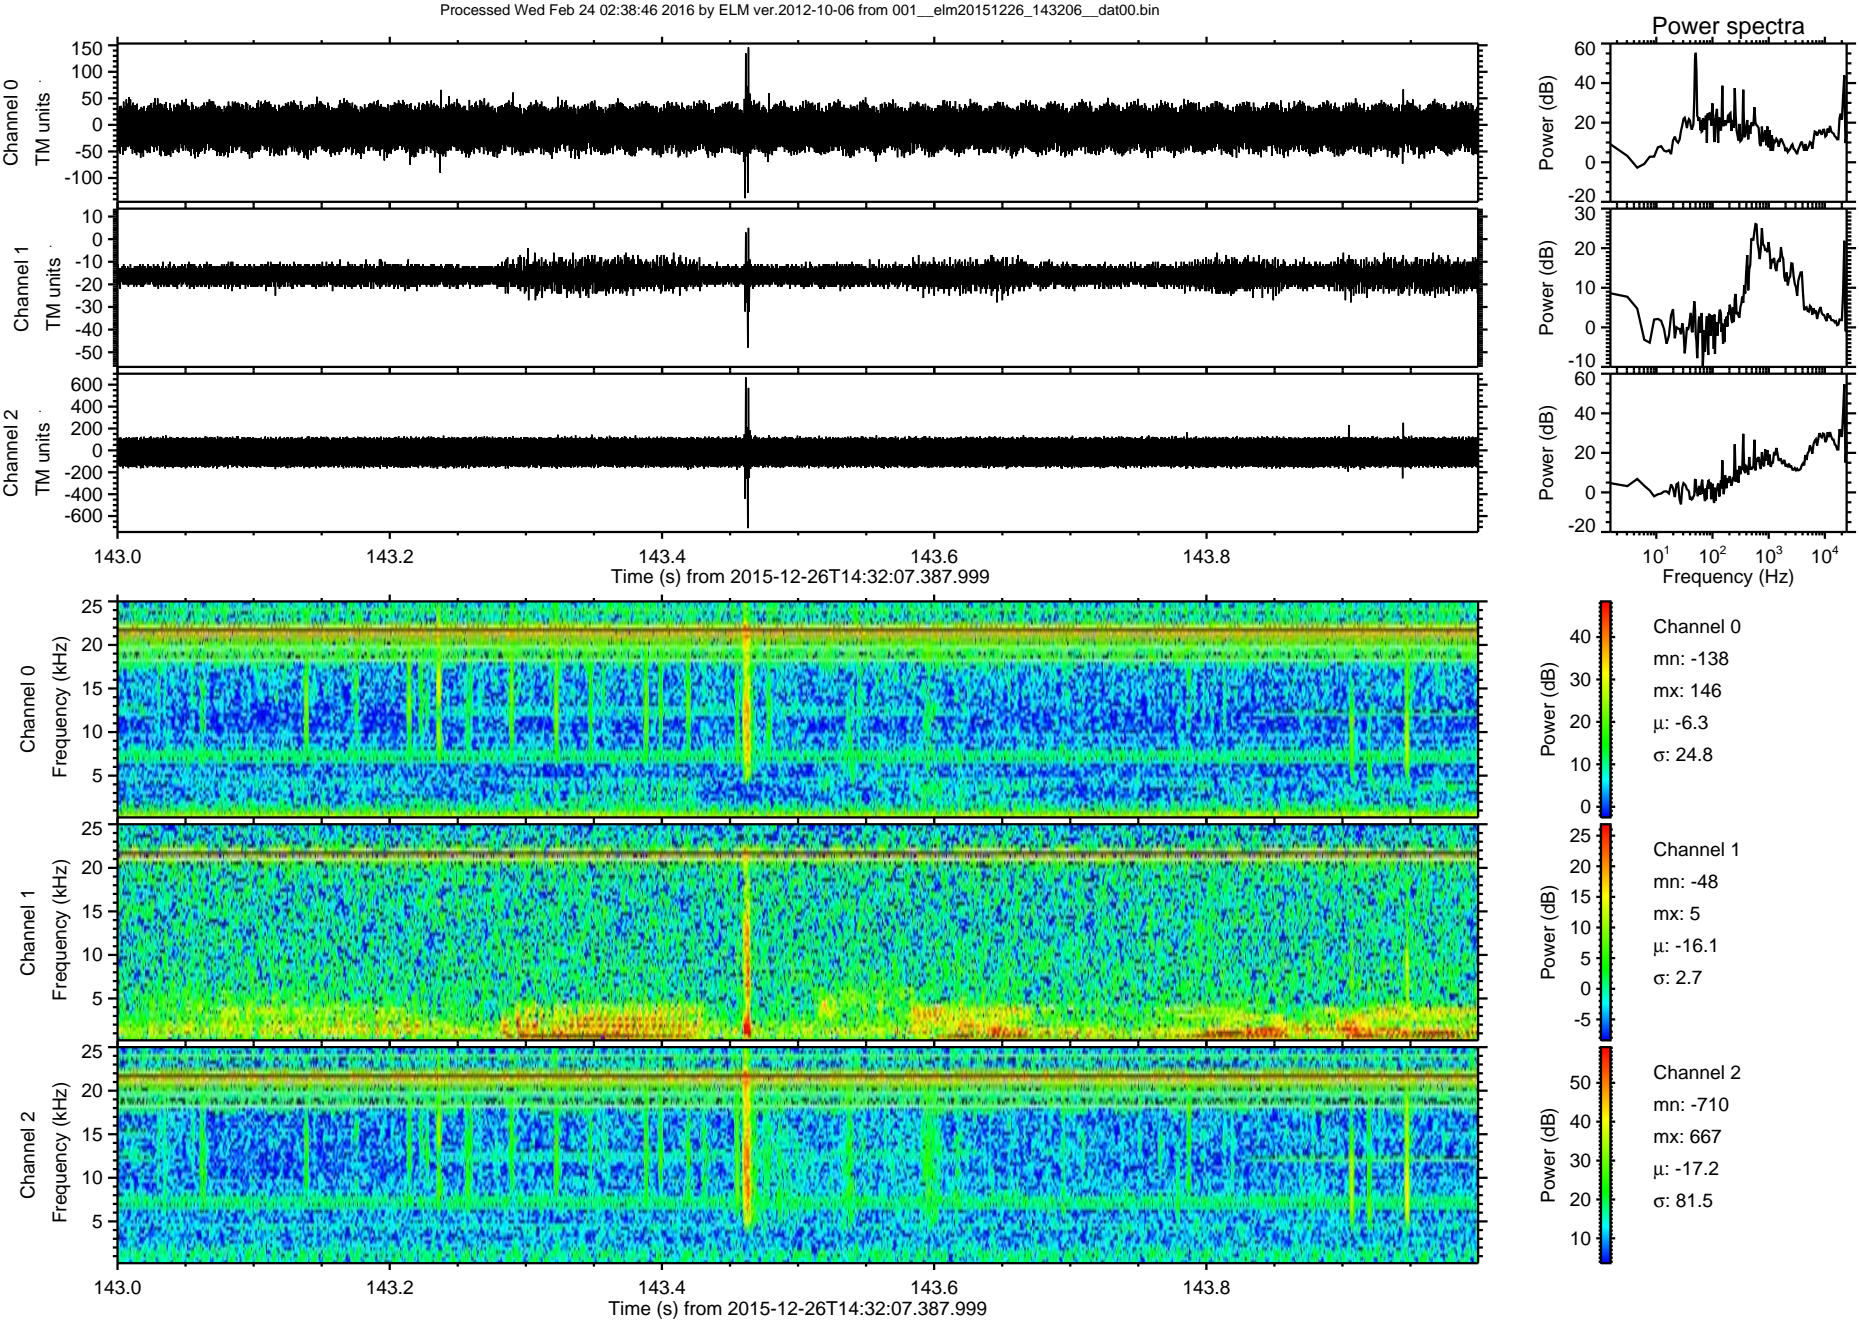 Processed Wed Feb 24 02:38:46 2016 by ELM ver.2012-10-06 from 001__elm20151226_143206__dat00.bin
Power spectra
Channel 0
TM units
150
100
50
0
-50
-100
Power (dB)
60
40
20
0
-20
Channel 1
TM units
10
0
-10
-20
-30
-40
-50
Power (dB)
30
20
10
0
-10
Channel 2
TM units
600
400
200
0
-200
-400
-600
Power (dB)
60
40
20
0
-20
143.0 143.2 143.4 143.6 143.8
Time (s) from 2015-12-26T14:32:07.387.999
10¹ 10² 10³ 10⁴
Frequency (Hz)
Channel 0
Frequency (kHz)
25
20
15
10
5
Power (dB)
40
30
20
10
0
Channel 0
mn: -138
mx: 146
μ: -6.3
σ: 24.8
Channel 1
Frequency (kHz)
25
20
15
10
5
Power (dB)
25
20
15
10
5
0
-5
Channel 1
mn: -48
mx: 5
μ: -16.1
σ: 2.7
Channel 2
Frequency (kHz)
25
20
15
10
5
Power (dB)
50
40
30
20
10
Channel 2
mn: -710
mx: 667
μ: -17.2
σ: 81.5
143.0 143.2 143.4 143.6 143.8
Time (s) from 2015-12-26T14:32:07.387.999